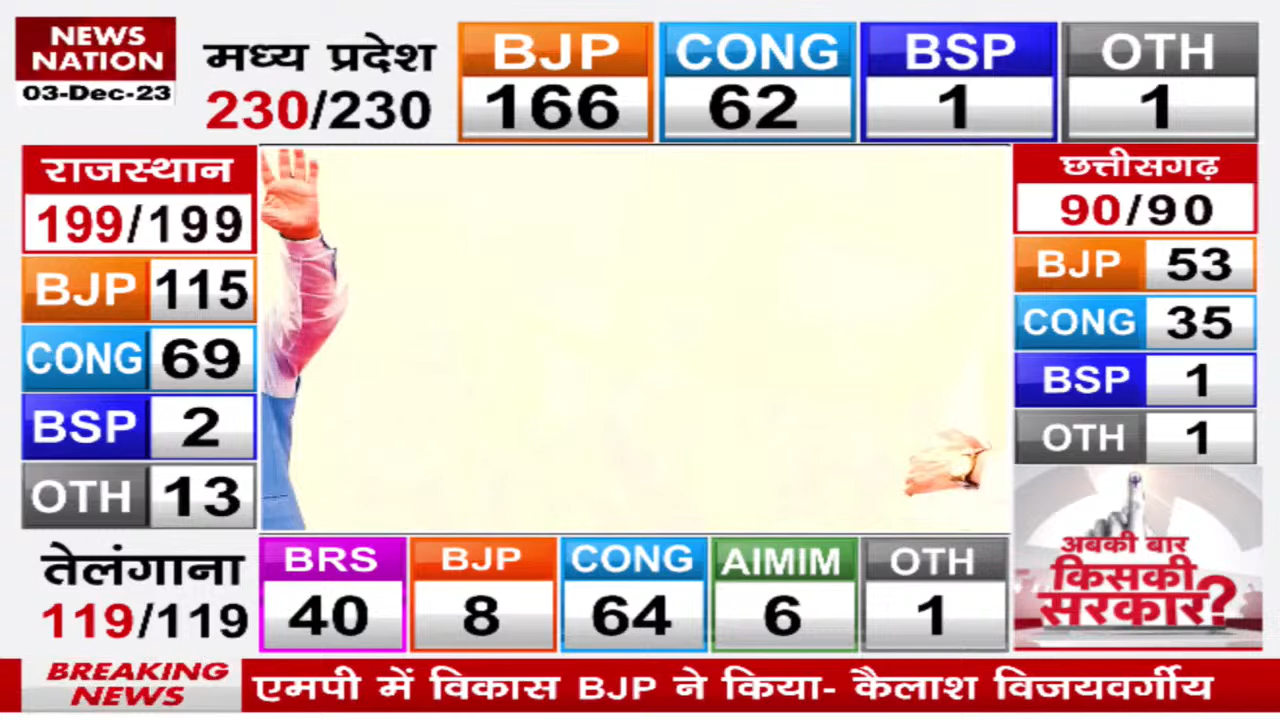 NEWS
NATION
03-Dec-23
मध्य प्रदेश
230/230
BJP
166
CONG
62
BSP
1
OTH
1
राजस्थान
199/199
BJP 115
CONG 69
BSP 2
OTH 13
छत्तीसगढ़
90/90
BJP 53
CONG 35
BSP 1
OTH 1
अबकी बार
किसकी
सरकार?
तेलंगाना
119/119
BRS
40
BJP
8
CONG
64
AIMIM
6
OTH
1
BREAKING
NEWS
एमपी में विकास BJP ने किया- कैलाश विजयवर्गीय